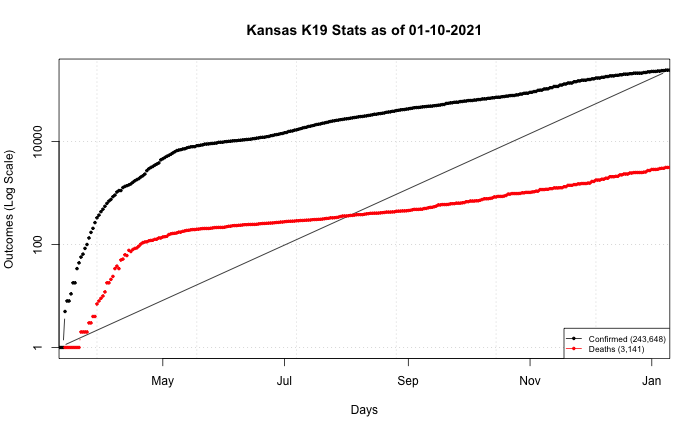 Kansas K19 Stats as of 01-10-2021
Outcomes (Log Scale)
10000
100
1
Confirmed (243,648)
Deaths (3,141)
May Jul Sep Nov Jan
Days